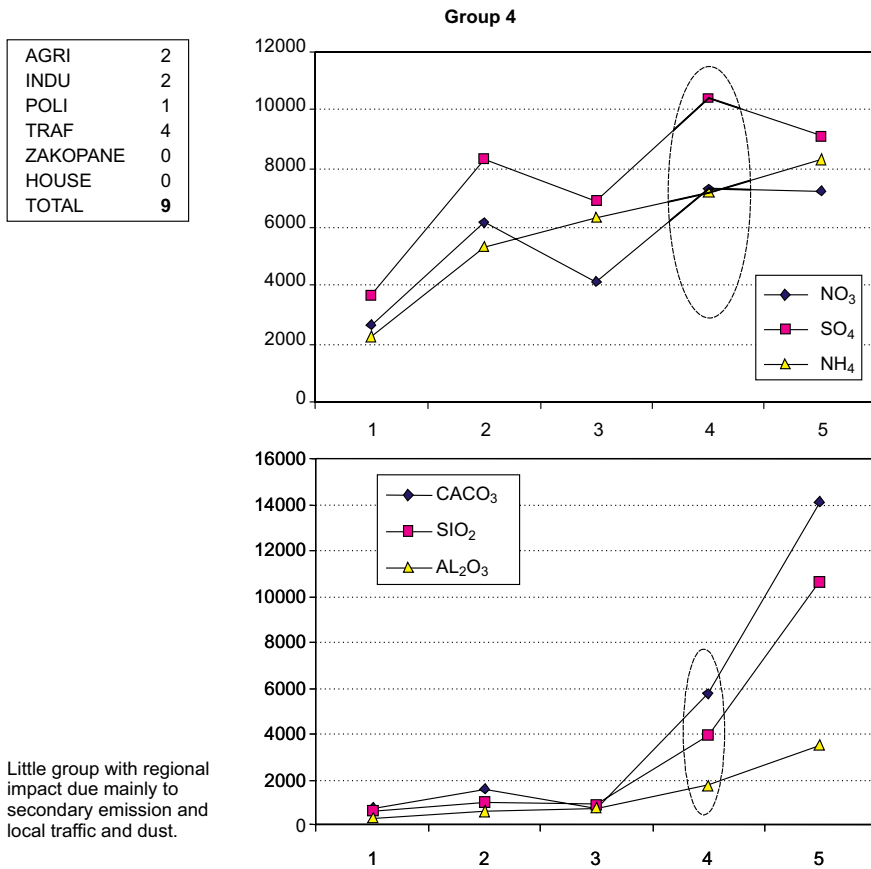 Group 4
AGRI 2
INDU 2
POLI 1
TRAF 4
ZAKOPANE 0
HOUSE 0
TOTAL 9
12000
10000
8000
6000
4000
2000
0
NO₃
SO₄
NH₄
1 2 3 4 5
16000
14000
12000
10000
8000
6000
4000
2000
0
CACO₃
SIO₂
AL₂O₃
1 2 3 4 5
Little group with regional
impact due mainly to
secondary emission and
local traffic and dust.